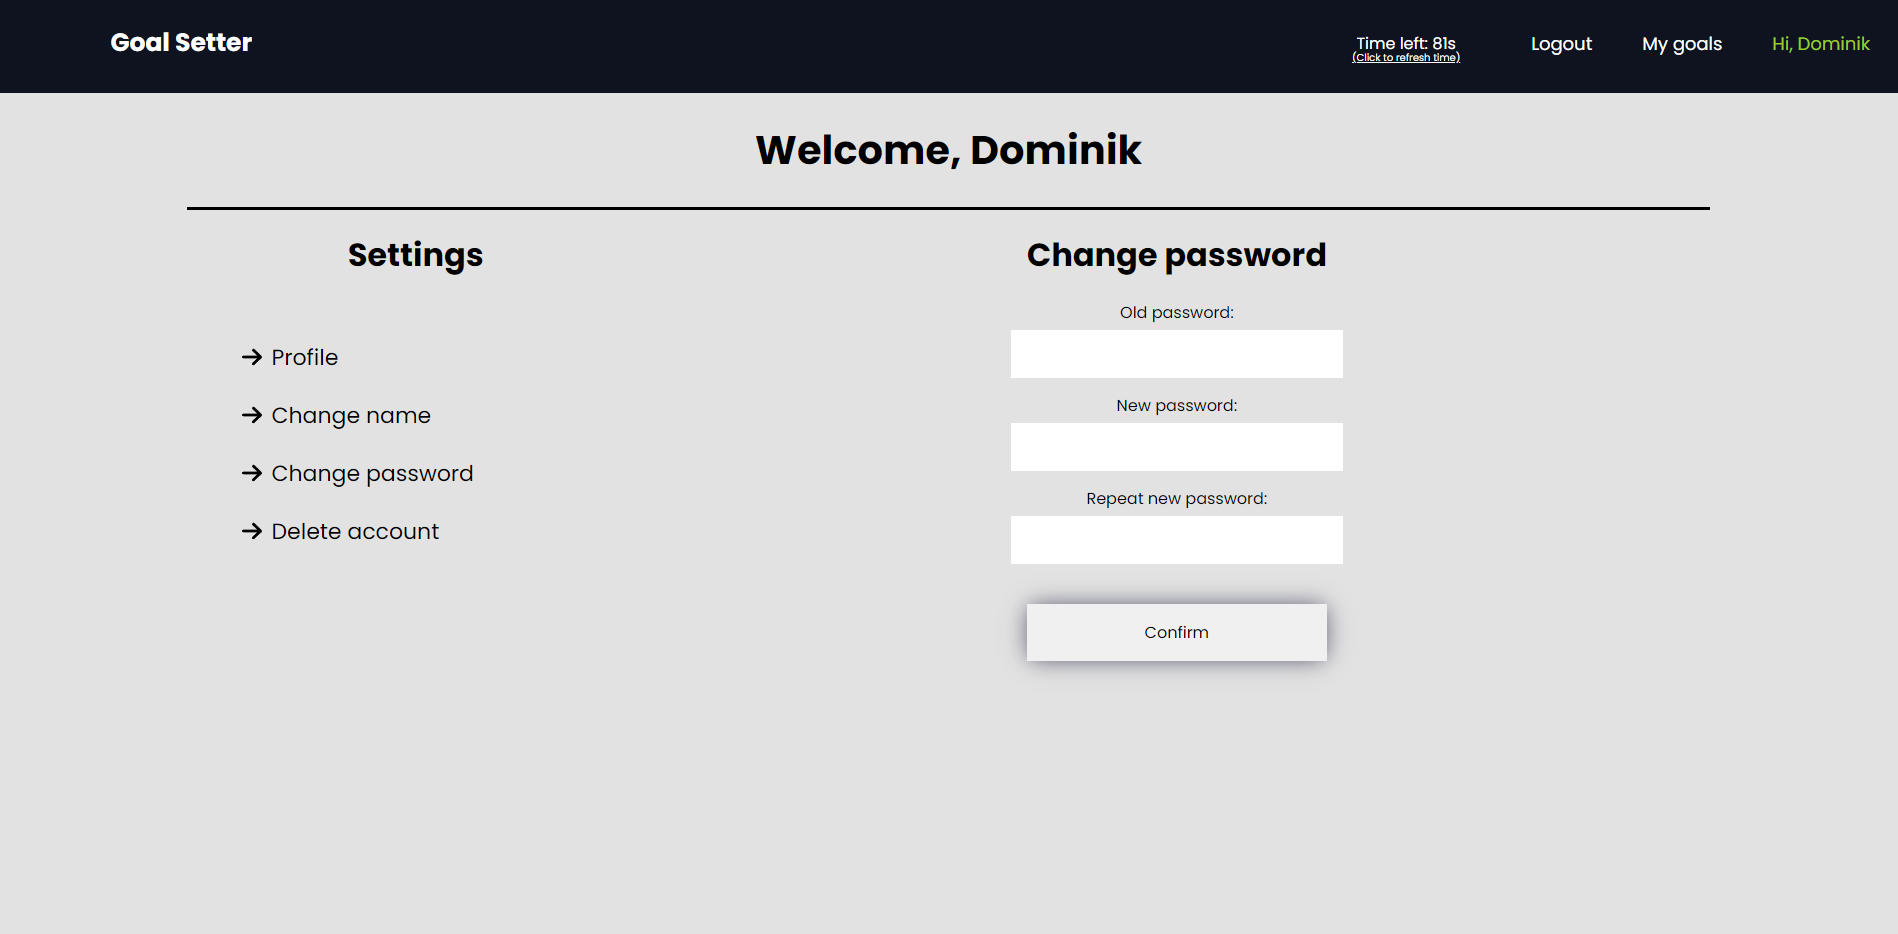 Goal Setter
Time left: 81s
(Click to refresh time)
Logout
My goals
Hi, Dominik
Welcome, Dominik
Settings
Profile
Change name
Change password
Delete account
Change password
Old password:
New password:
Repeat new password:
Confirm